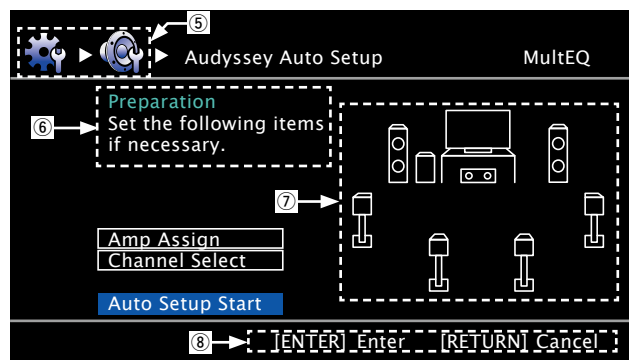 ⑤
Audyssey Auto Setup MultEQ
Preparation
⑥ Set the following items
if necessary.
⑦
Amp Assign
Channel Select
Auto Setup Start
⑧ [ENTER] Enter [RETURN] Cancel